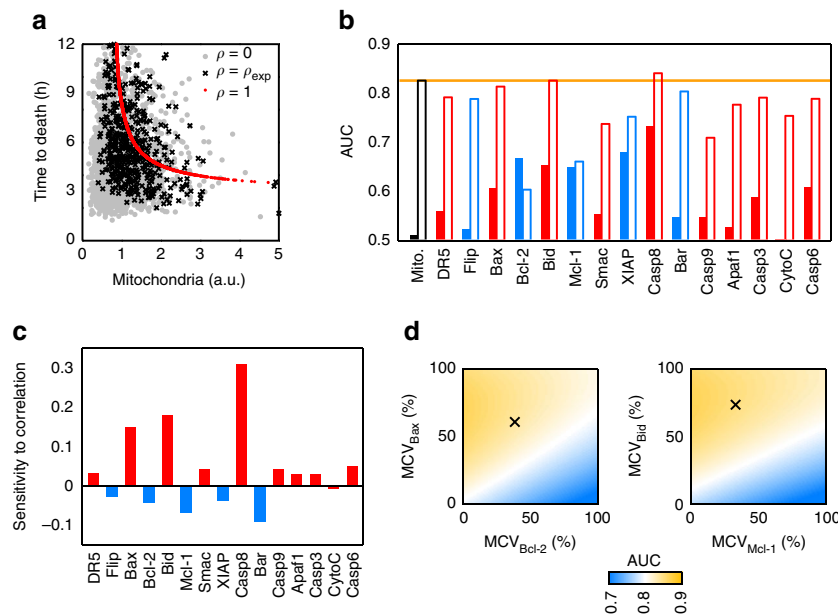 a
12
9
6
3
0
Time to death (h)
0 1 2 3 4 5
Mitochondria (a.u.)
ρ = 0
ρ = ρexp
ρ = 1
b
0.9
0.8
0.7
0.6
0.5
AUC
Mito.
DR5
Flip
Bax
Bcl-2
Bid
Mcl-1
Smac
XIAP
Casp8
Bar
Casp9
Apaf1
Casp3
CytoC
Casp6
c
0.3
0.2
0.1
0
−0.1
Sensitivity to correlation
DR5
Flip
Bax
Bcl-2
Bid
Mcl-1
Smac
XIAP
Casp8
Bar
Casp9
Apaf1
Casp3
CytoC
Casp6
d
100
50
0
MCVBax (%)
0 50 100
MCVBcl-2 (%)
100
50
0
MCVBid (%)
0 50 100
MCVMcl-1 (%)
AUC
0.7
0.8
0.9